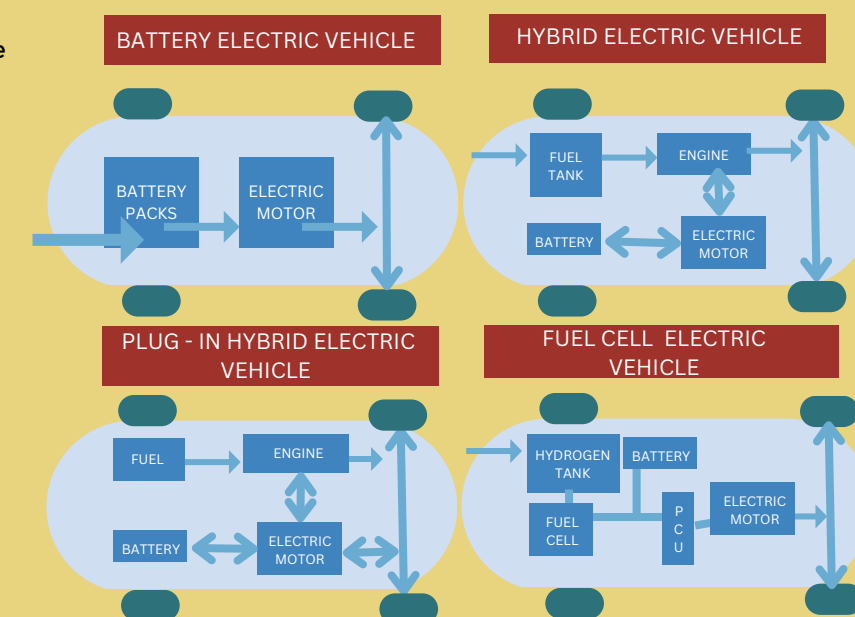 e
BATTERY ELECTRIC VEHICLE
BATTERY
PACKS
ELECTRIC
MOTOR
HYBRID ELECTRIC VEHICLE
FUEL
TANK
ENGINE
BATTERY
ELECTRIC
MOTOR
PLUG - IN HYBRID ELECTRIC
VEHICLE
FUEL
ENGINE
BATTERY
ELECTRIC
MOTOR
FUEL CELL  ELECTRIC
VEHICLE
HYDROGEN
TANK
BATTERY
FUEL
CELL
P
C
U
ELECTRIC
MOTOR